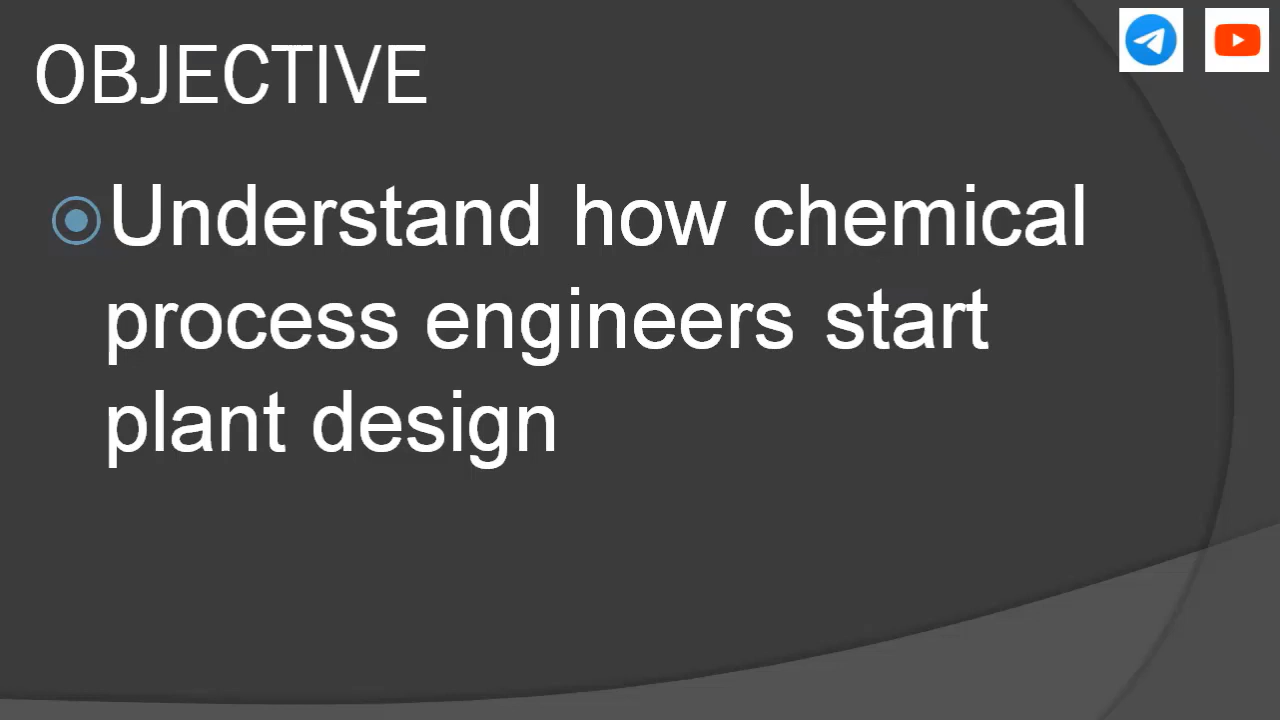 OBJECTIVE
Understand how chemical
process engineers start
plant design